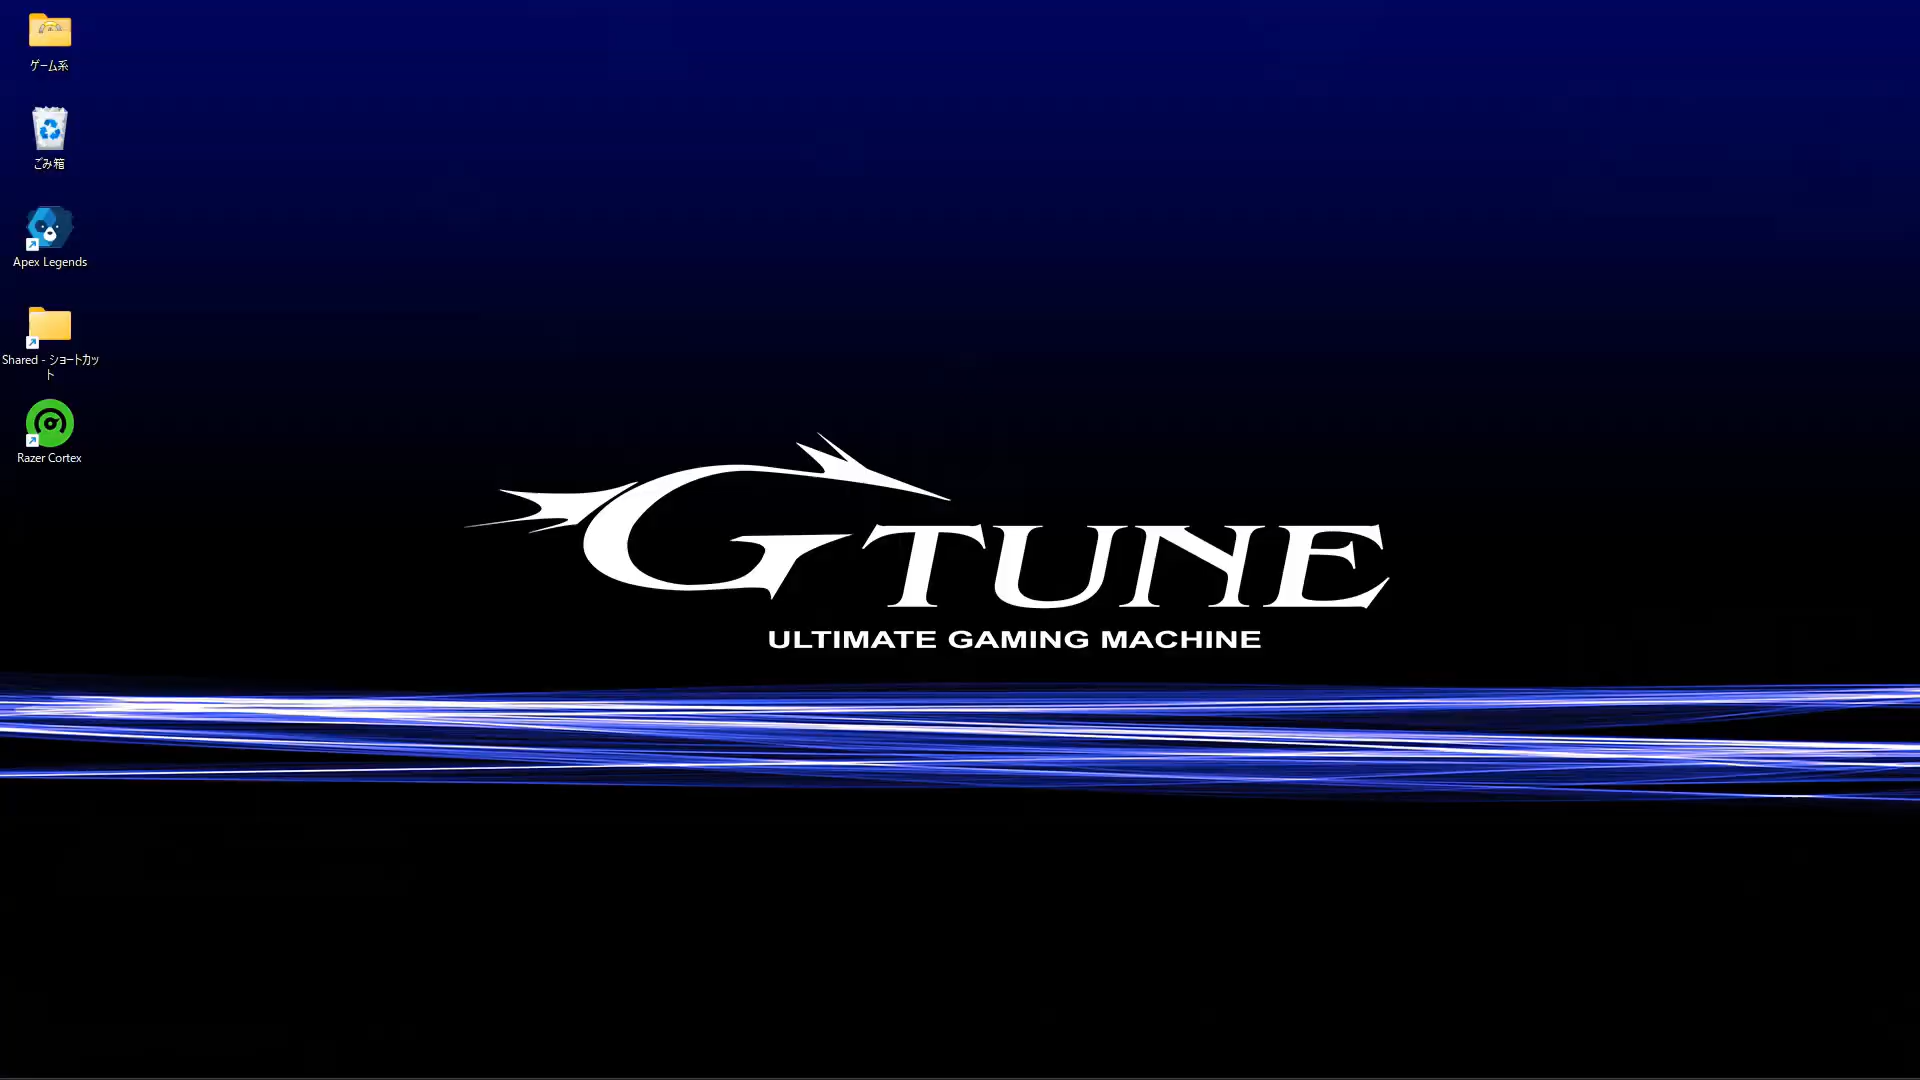 ゲーム系
ごみ箱
Apex Legends
Shared - ショートカッ
ト
Razer Cortex
G TUNE
ULTIMATE GAMING MACHINE